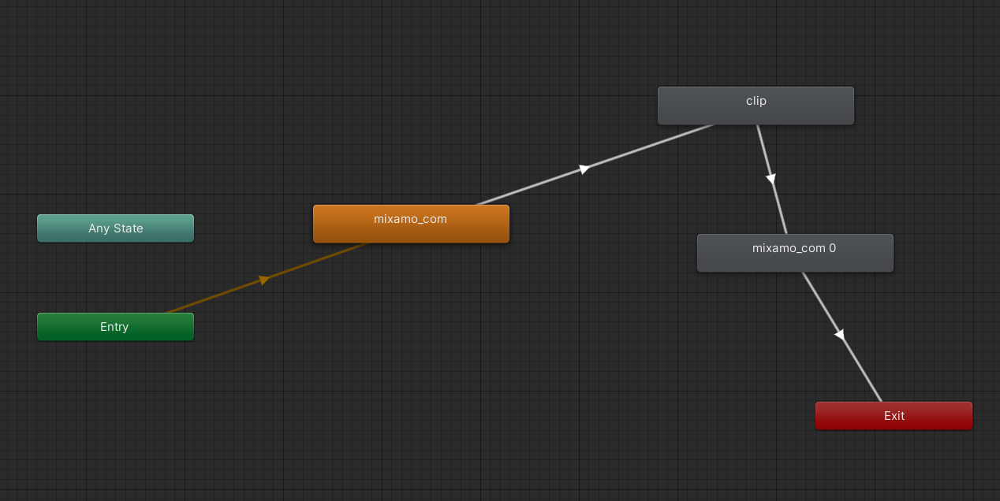 clip
mixamo_com
Any State
mixamo_com 0
Entry
Exit